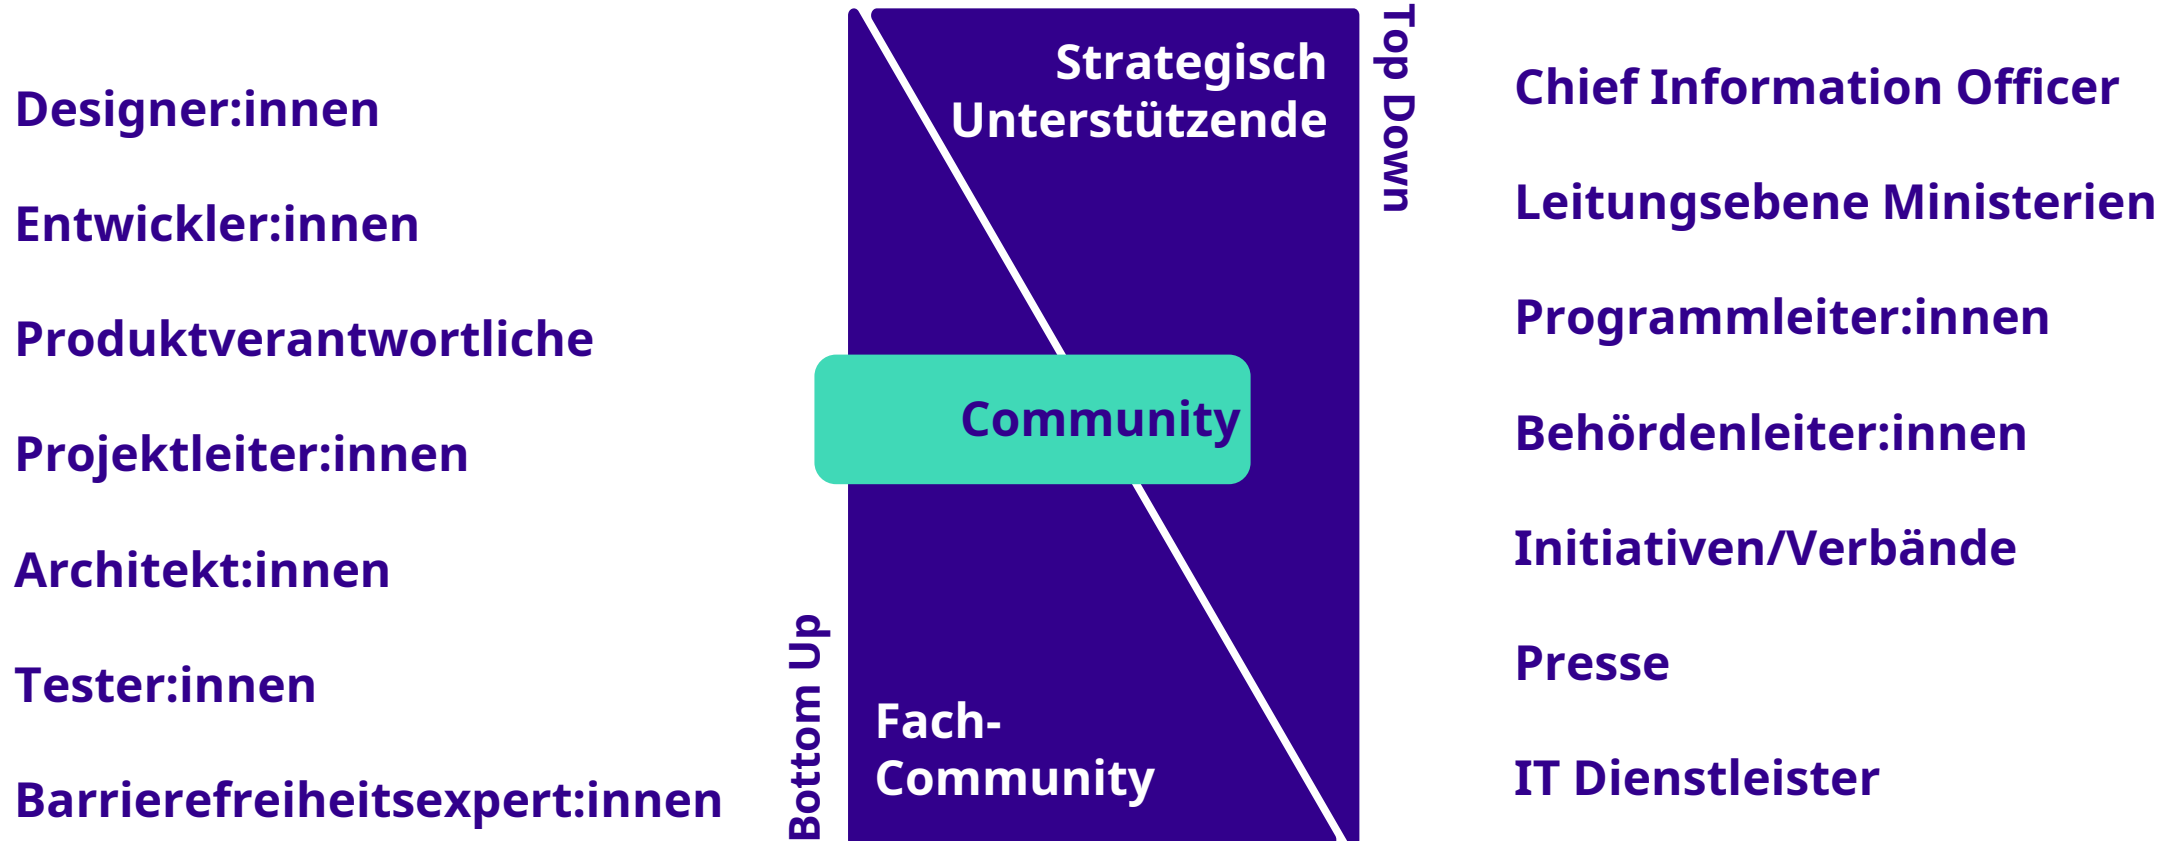 Designer:innen
Entwickler:innen
Produktverantwortliche
Projektleiter:innen
Architekt:innen
Tester:innen
Barrierefreiheitsexpert:innen
Bottom Up
Strategisch
Unterstützende
Community
Fach-
Community
Top Down
Chief Information Officer
Leitungsebene Ministerien
Programmleiter:innen
Behördenleiter:innen
Initiativen/Verbände
Presse
IT Dienstleister